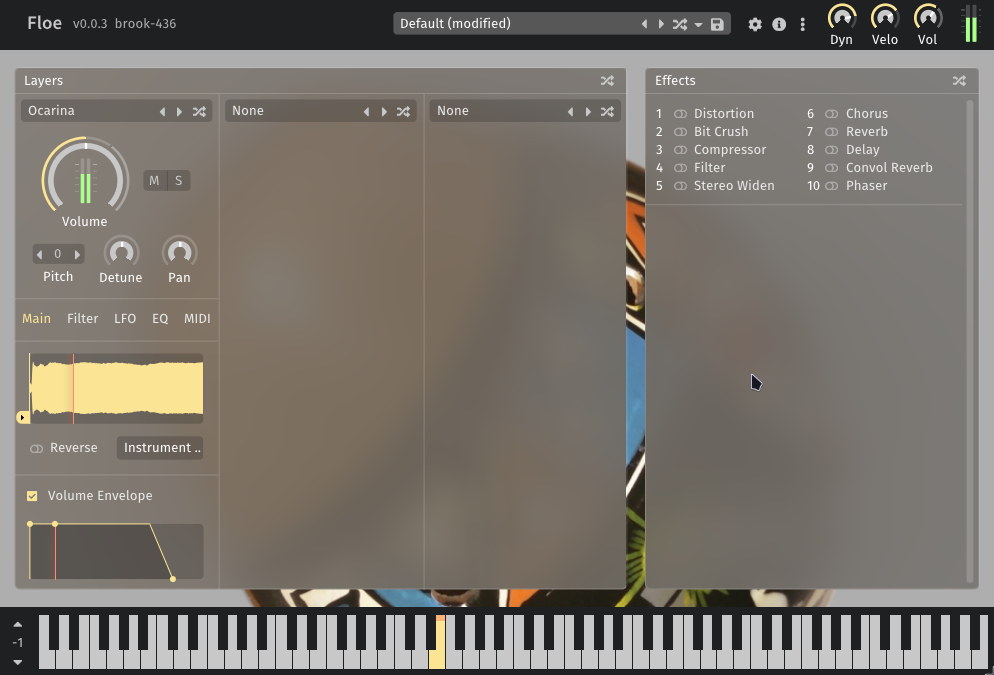 Floe v0.0.3 brook-436
Default (modified)
Dyn Velo Vol
Layers
Ocarina
None
None
M S
Volume
0
Pitch Detune Pan
Main Filter LFO EQ MIDI
Reverse Instrument ..
Volume Envelope
Effects
1 Distortion
2 Bit Crush
3 Compressor
4 Filter
5 Stereo Widen
6 Chorus
7 Reverb
8 Delay
9 Convol Reverb
10 Phaser
-1